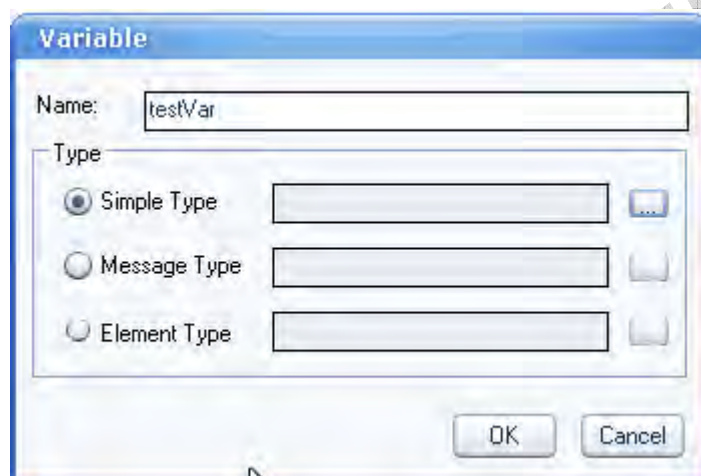 Variable
Name: testVar
Type
Simple Type ...
Message Type
Element Type
OK Cancel